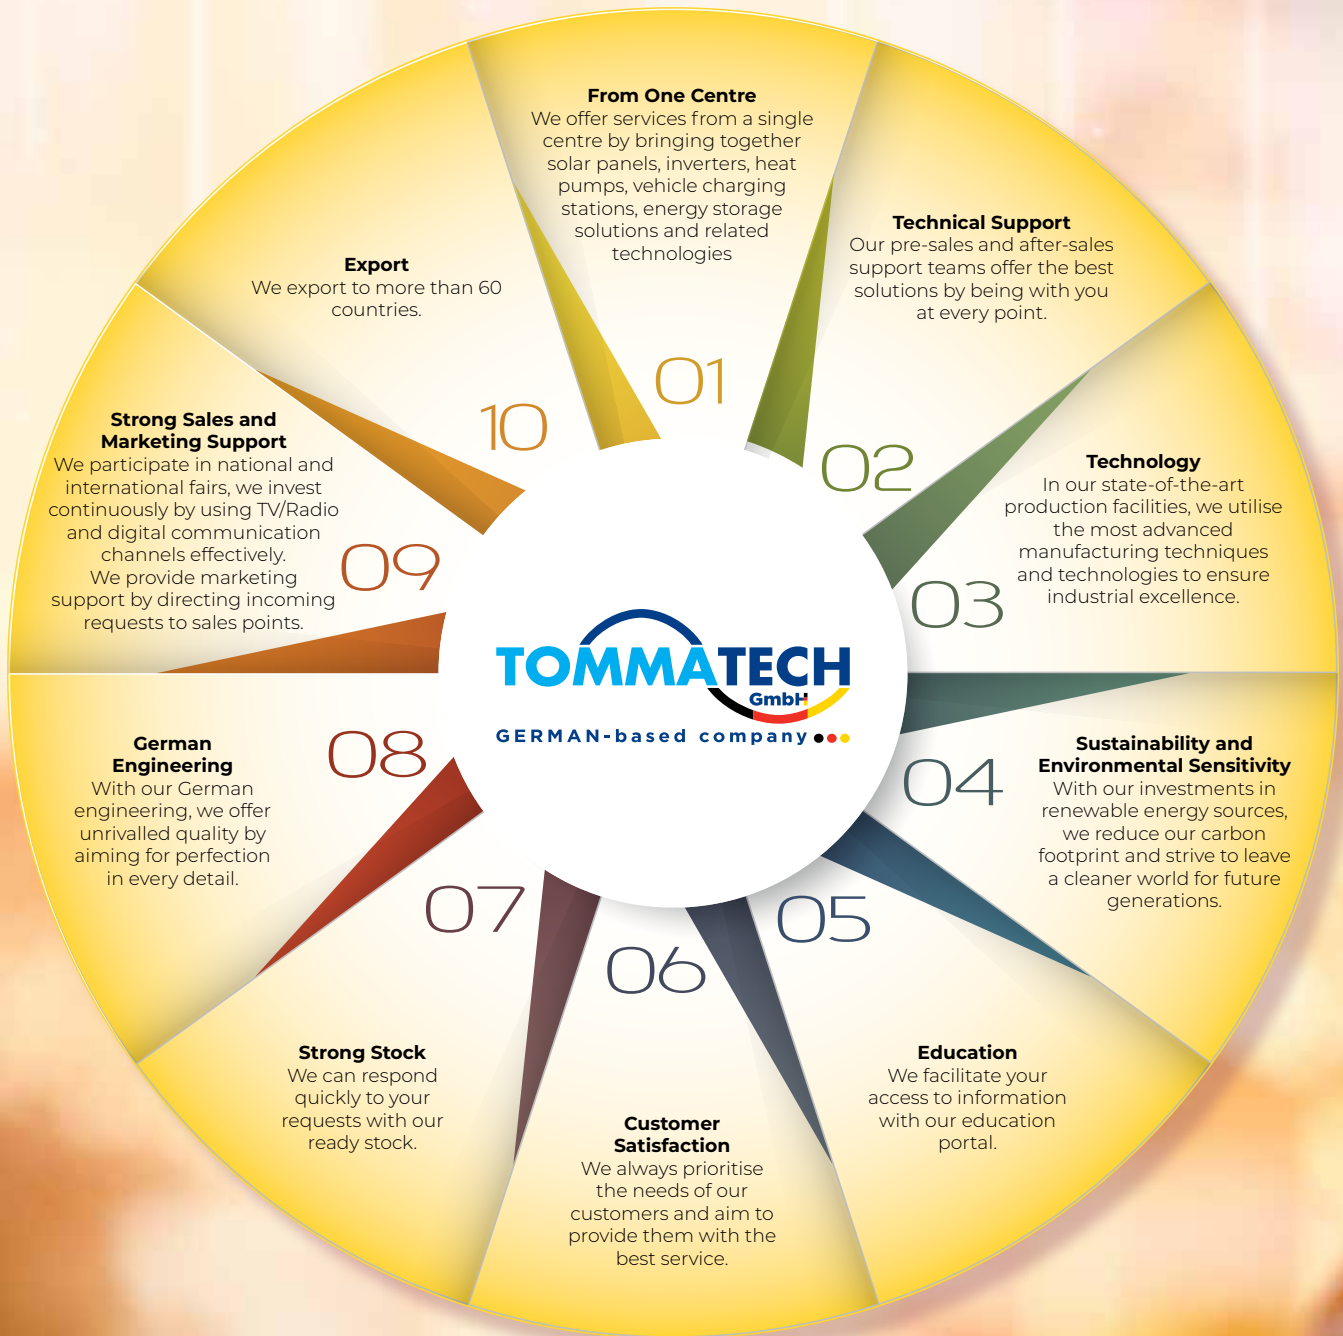 From One Centre
We offer services from a single
centre by bringing together
solar panels, inverters, heat
pumps, vehicle charging
stations, energy storage
solutions and related
technologies
01
Technical Support
Our pre-sales and after-sales
support teams offer the best
solutions by being with you
at every point.
02
Technology
In our state-of-the-art
production facilities, we utilise
the most advanced
manufacturing techniques
and technologies to ensure
industrial excellence.
03
Sustainability and
Environmental Sensitivity
With our investments in
renewable energy sources,
we reduce our carbon
footprint and strive to leave
a cleaner world for future
generations.
04
Education
We facilitate your
access to information
with our education
portal.
05
Customer
Satisfaction
We always prioritise
the needs of our
customers and aim to
provide them with the
best service.
06
Strong Stock
We can respond
quickly to your
requests with our
ready stock.
07
German
Engineering
With our German
engineering, we offer
unrivalled quality by
aiming for perfection
in every detail.
08
Strong Sales and
Marketing Support
We participate in national and
international fairs, we invest
continuously by using TV/Radio
and digital communication
channels effectively.
We provide marketing
support by directing incoming
requests to sales points.
09
Export
We export to more than 60
countries.
10
TOMMATECH
GmbH
GERMAN-based company